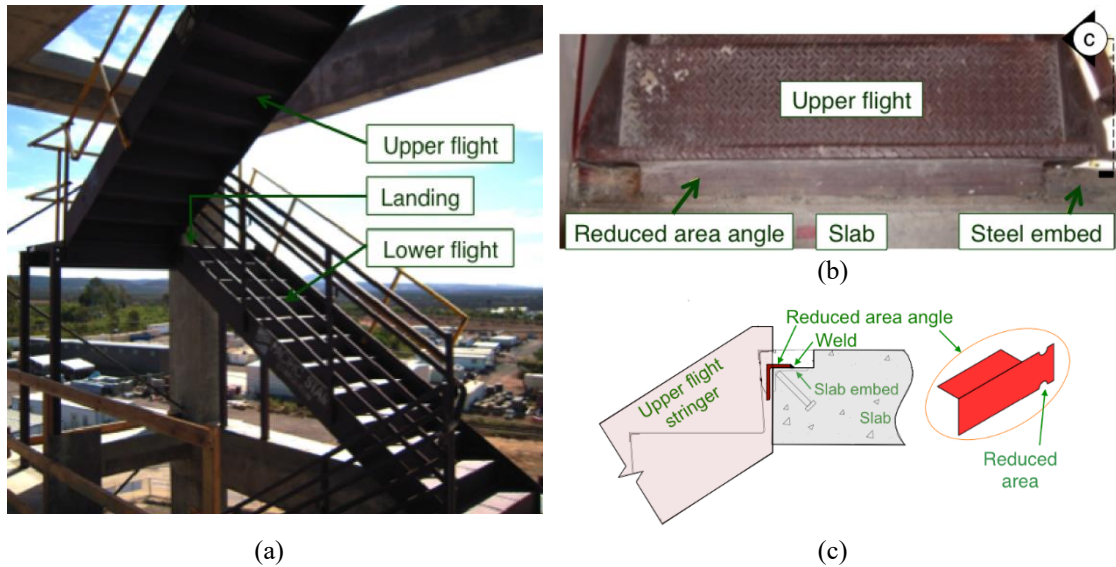 Upper flight
Landing
Lower flight
(a)
C
Upper flight
Reduced area angle
Slab
Steel embed
(b)
Reduced area angle
Weld
Slab embed
Slab
Upper flight
stringer
Reduced
area
(c)